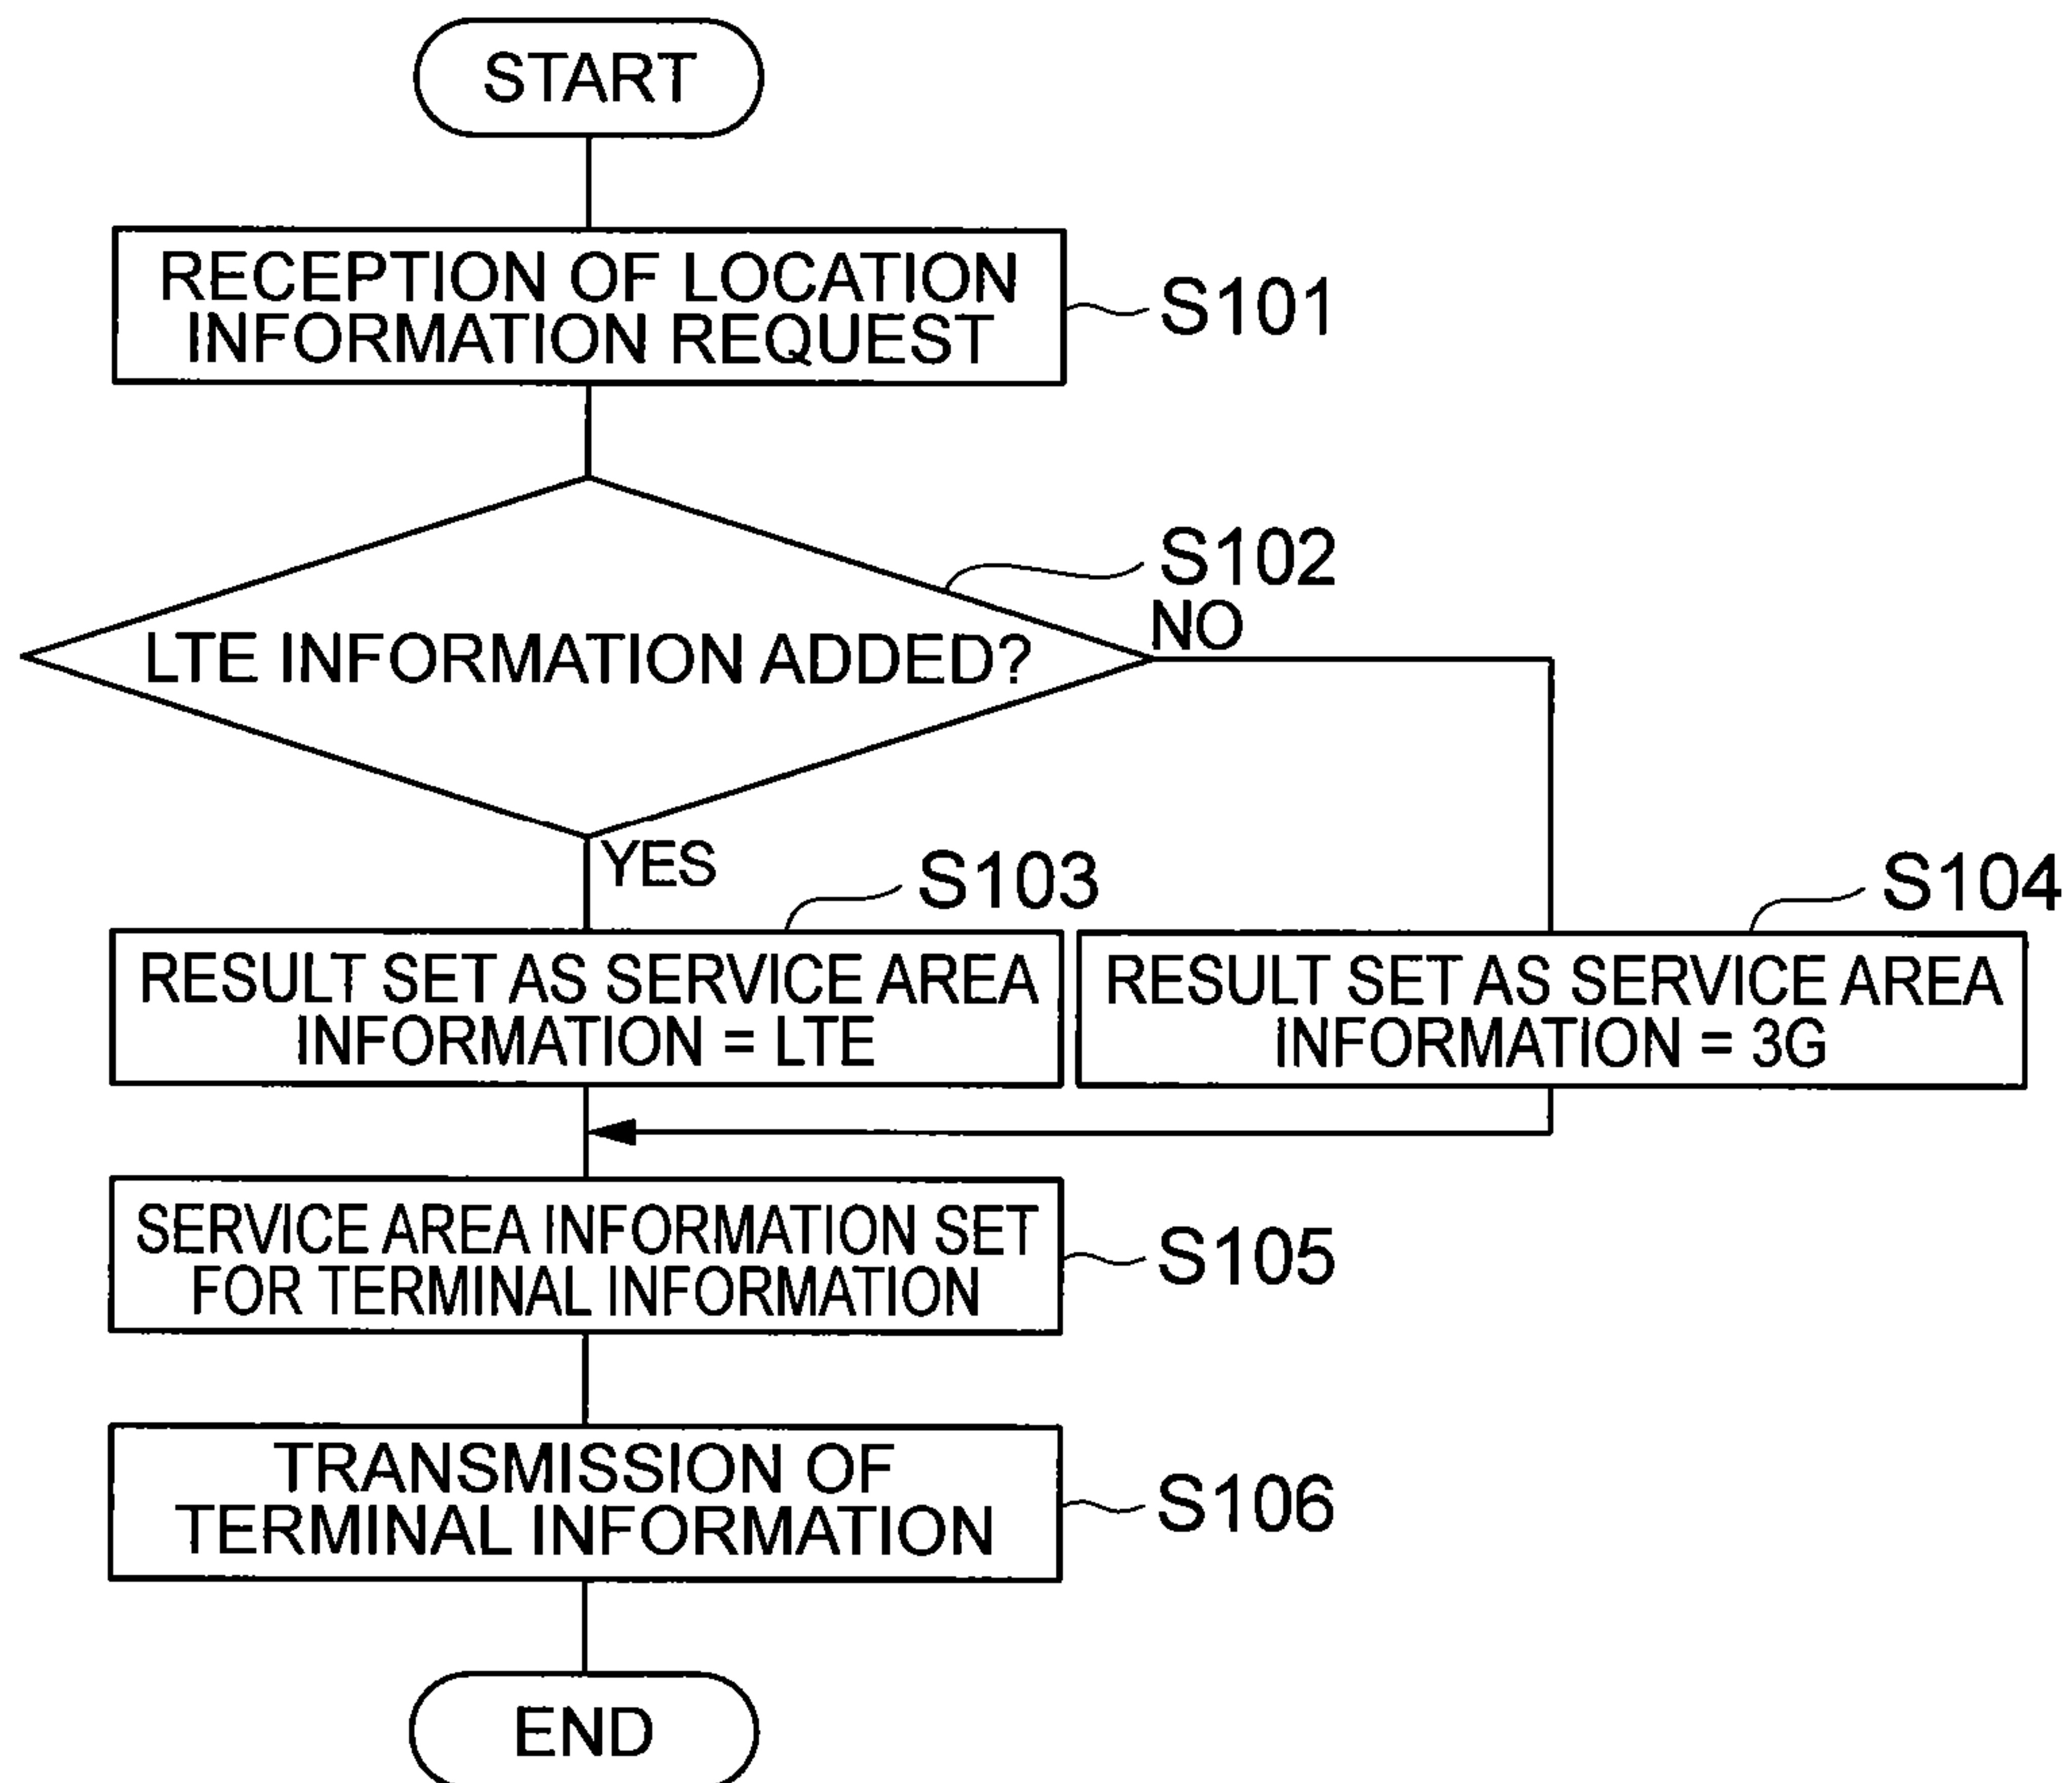 START
RECEPTION OF LOCATION
INFORMATION REQUEST
S101
S102
LTE INFORMATION ADDED?
NO
YES
S103
S104
RESULT SET AS SERVICE AREA
INFORMATION = LTE
RESULT SET AS SERVICE AREA
INFORMATION = 3G
SERVICE AREA INFORMATION SET
FOR TERMINAL INFORMATION
S105
TRANSMISSION OF
TERMINAL INFORMATION
S106
END